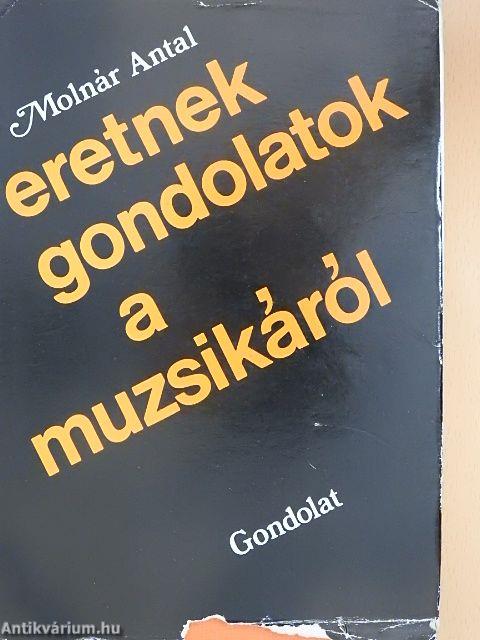 Molnár Antal
eretnek
gondolatok
a
muzsikáról
Gondolat
Antikvárium.hu